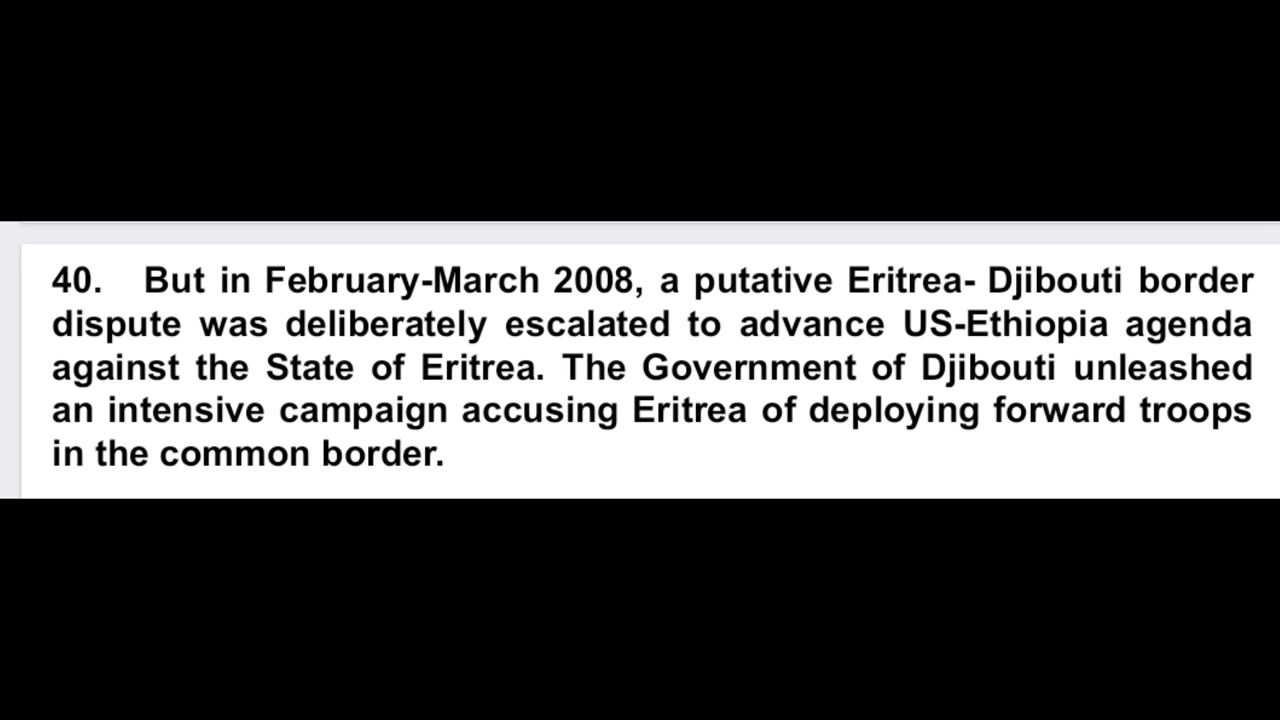 40. But in February-March 2008, a putative Eritrea- Djibouti border
dispute was deliberately escalated to advance US-Ethiopia agenda
against the State of Eritrea. The Government of Djibouti unleashed
an intensive campaign accusing Eritrea of deploying forward troops
in the common border.